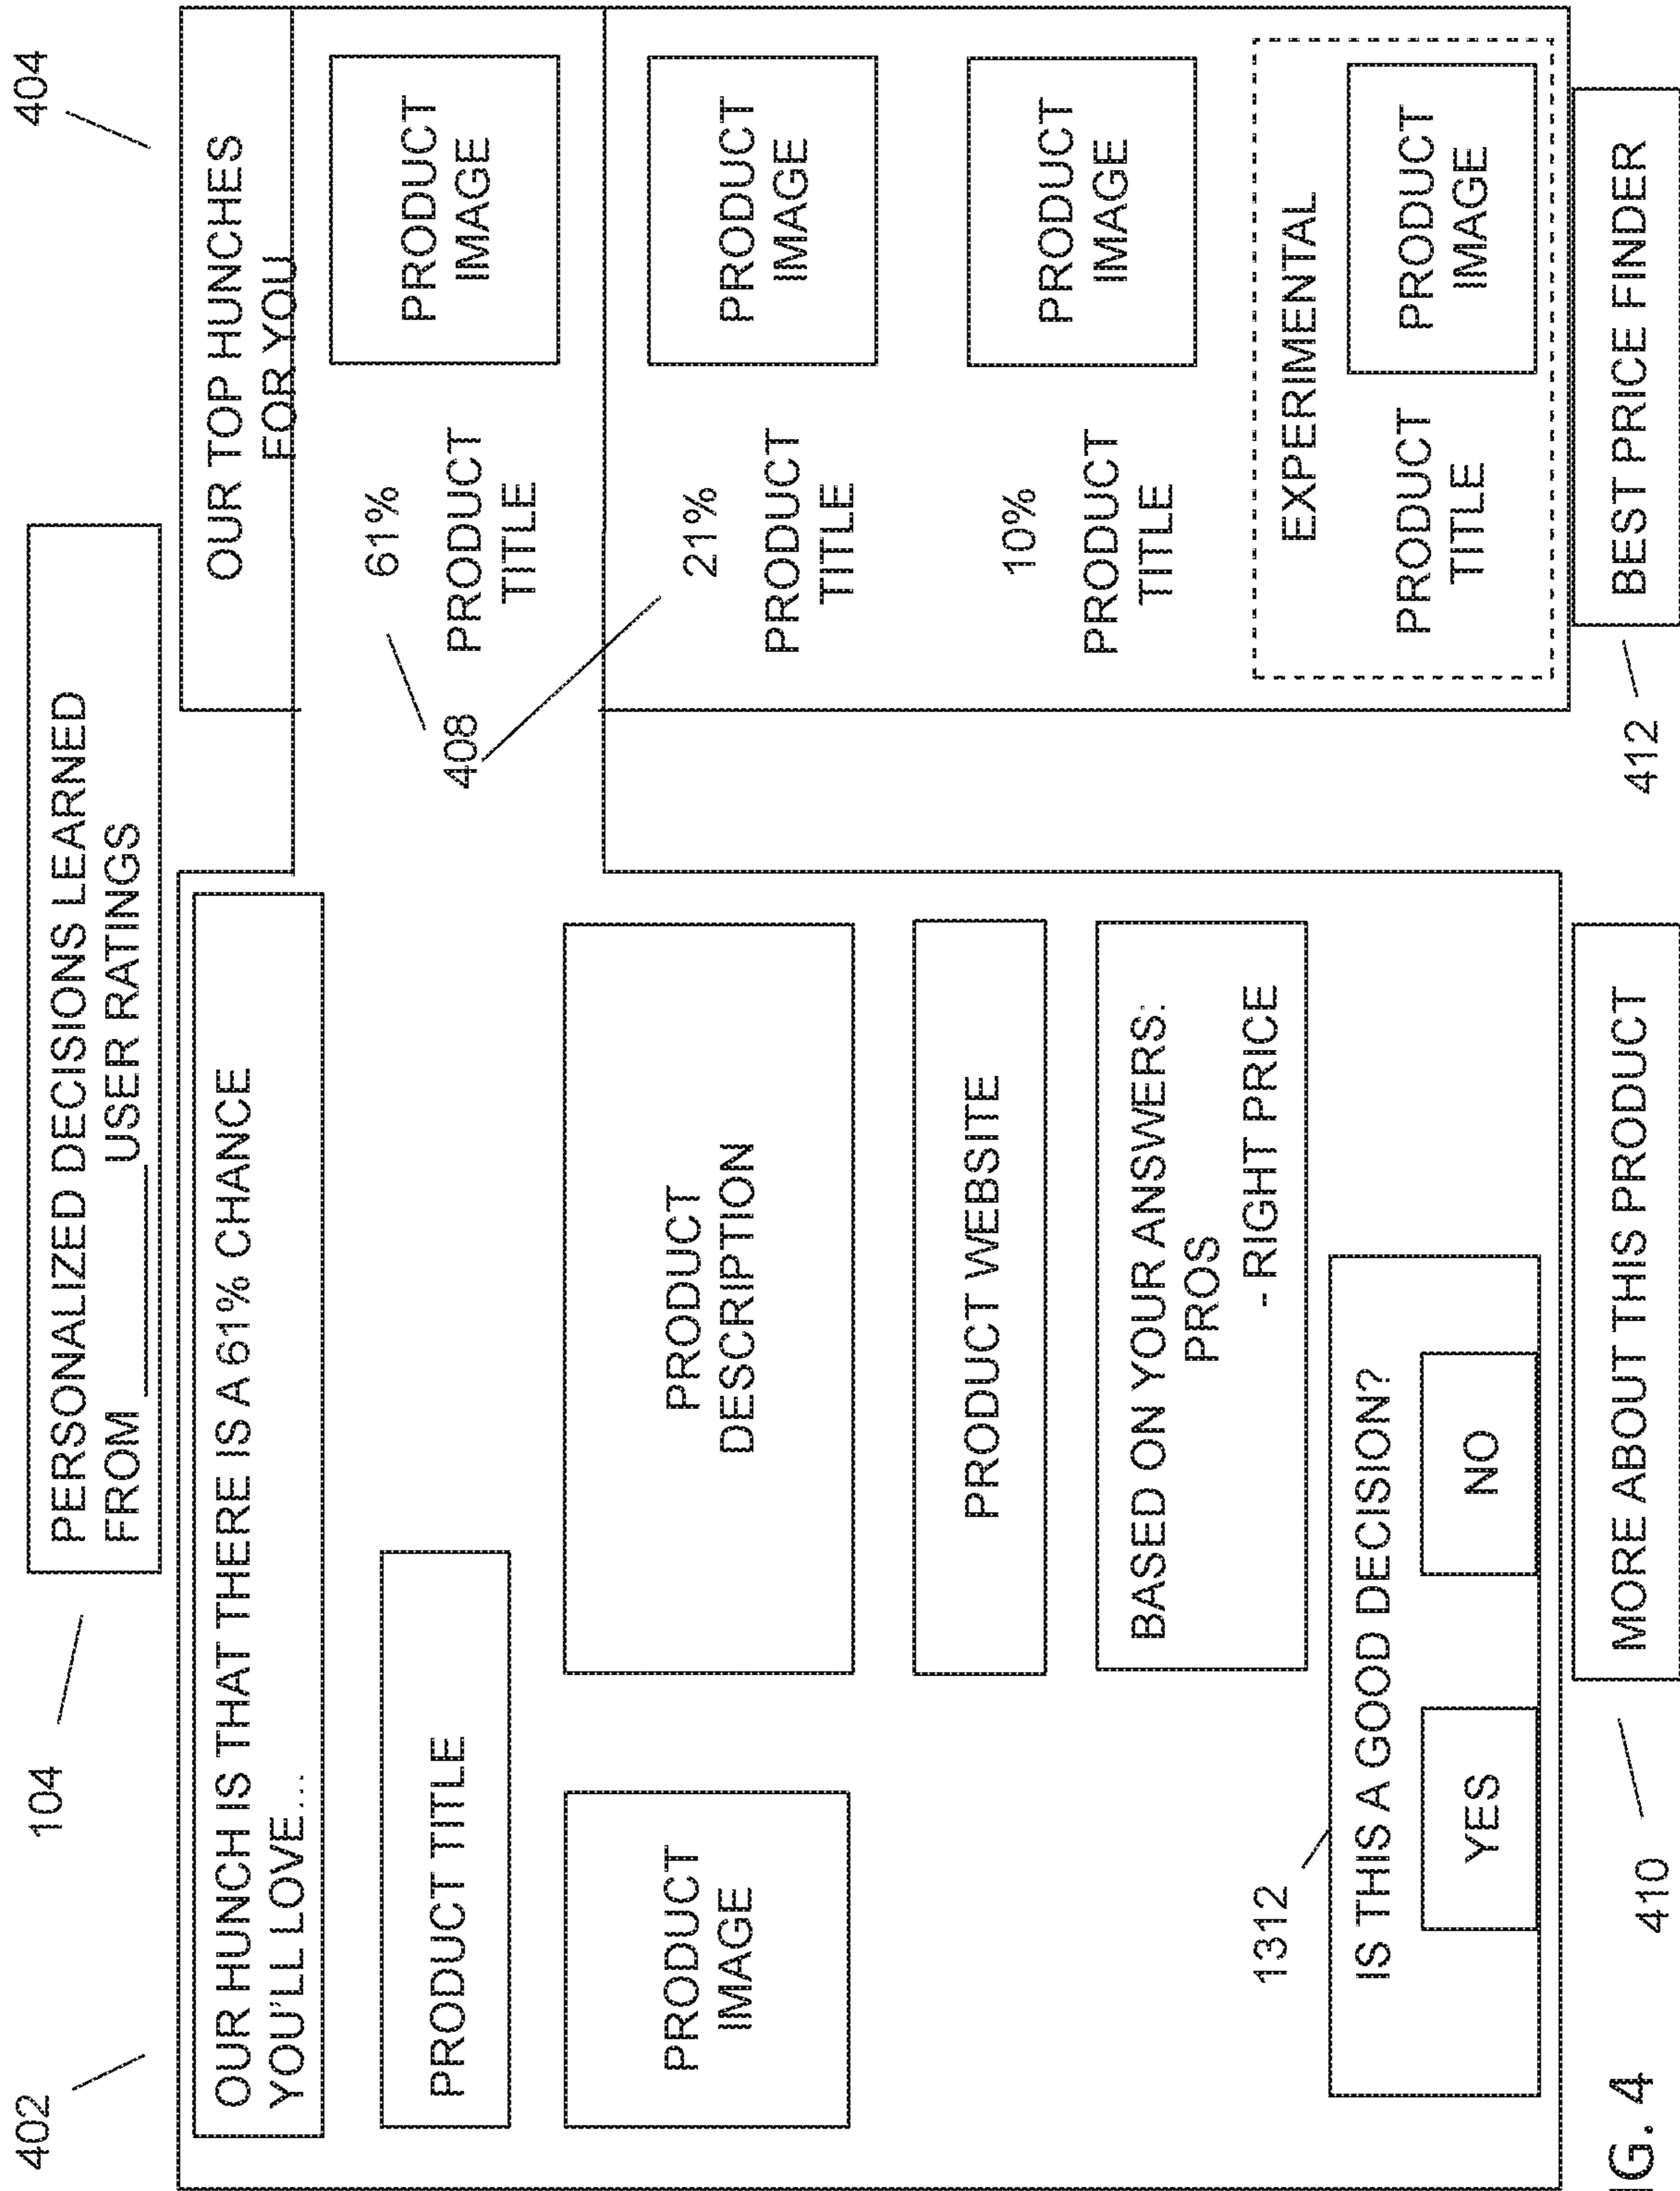 402
104
404
PERSONALIZED DECISIONS LEARNED
FROM ________ USER RATINGS
OUR HUNCH IS THAT THERE IS A 61% CHANCE
YOU'LL LOVE...
PRODUCT TITLE
PRODUCT
IMAGE
PRODUCT
DESCRIPTION
PRODUCT WEBSITE
BASED ON YOUR ANSWERS:
PROS
- RIGHT PRICE
1312
IS THIS A GOOD DECISION?
YES
NO
OUR TOP HUNCHES
FOR YOU
61%
PRODUCT
TITLE
PRODUCT
IMAGE
408
21%
PRODUCT
TITLE
PRODUCT
IMAGE
10%
PRODUCT
TITLE
PRODUCT
IMAGE
EXPERIMENTAL
PRODUCT
TITLE
PRODUCT
IMAGE
410
MORE ABOUT THIS PRODUCT
412
BEST PRICE FINDER
IG. 4